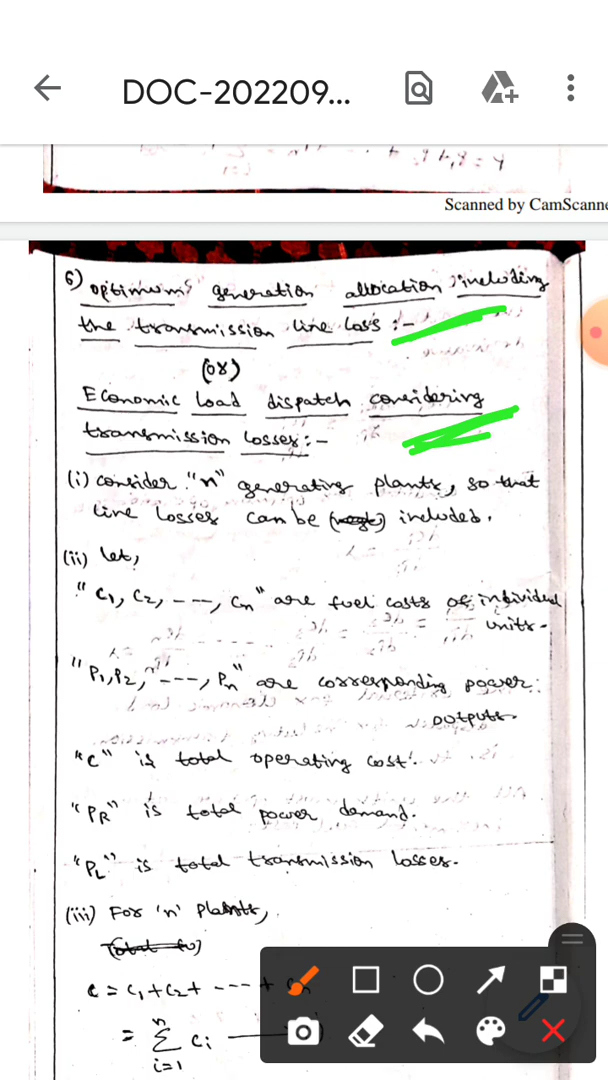 DOC-202209...
Scanned by CamScanne
6) optimum generation allocation including
the transmission line loss :-
(or)
Economic Load dispatch considering
transmission losses:-
(i) consider "n" generating plants, so that
line losses can be included.
(ii) let,
"C1, C2, ---, Cn" are fuel costs of individual
units.
"P1, P2, ---, Pn" are corresponding power
outputs.
"C" is total operating cost.
"PR" is total power demand.
"PL" is total transmission losses.
(iii) For 'n' plants,
C = C1 + C2 + --- +
= n Σ i=1 Ci